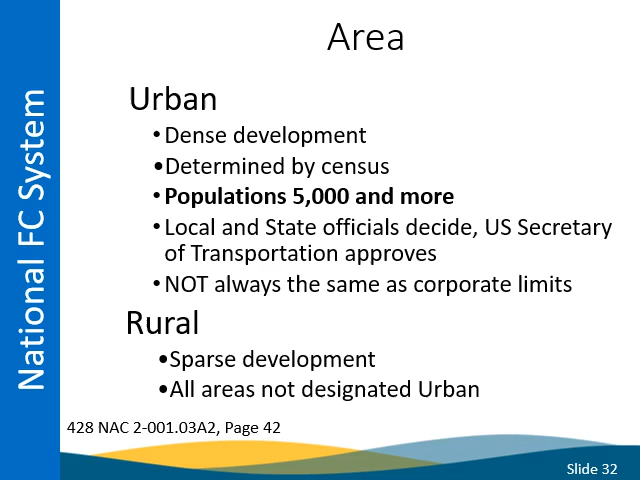 Area
National FC System
Urban
• Dense development
•Determined by census
• Populations 5,000 and more
• Local and State officials decide, US Secretary
of Transportation approves
• NOT always the same as corporate limits
Rural
•Sparse development
•All areas not designated Urban
428 NAC 2-001.03A2, Page 42
Slide 32